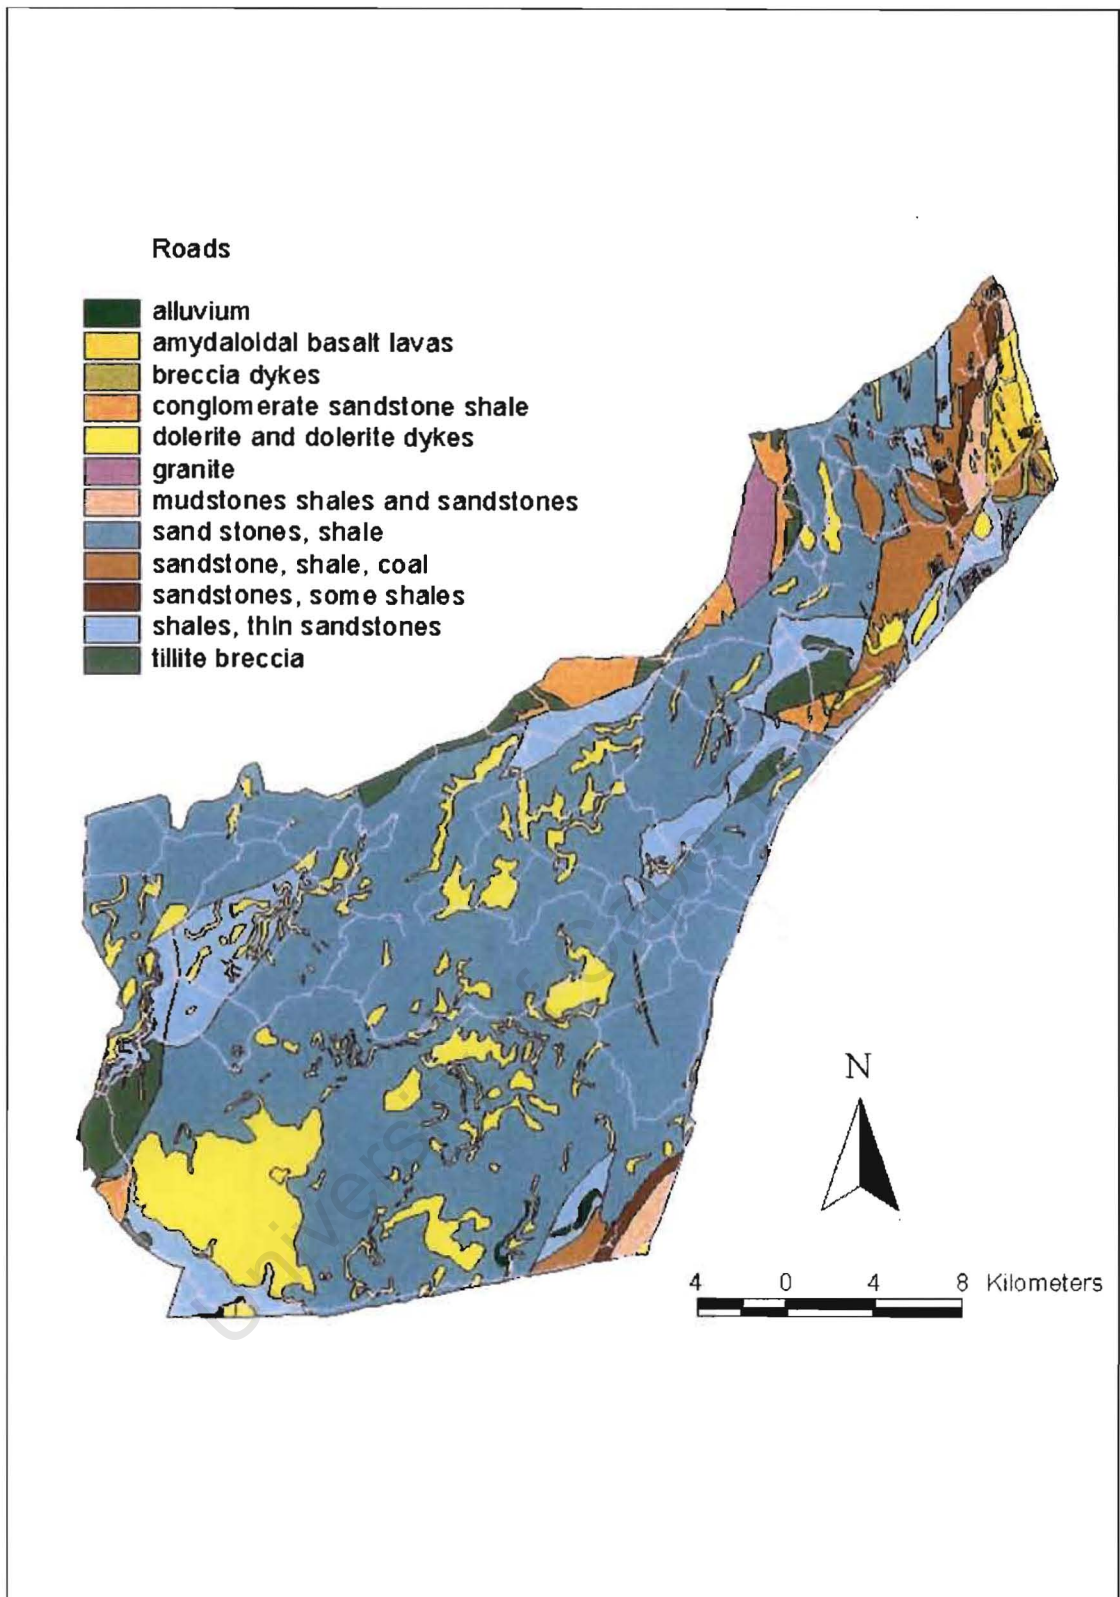 Roads
alluvium
amydaloidal basalt lavas
breccia dykes
conglomerate sandstone shale
dolerite and dolerite dykes
granite
mudstones shales and sandstones
sand stones, shale
sandstone, shale, coal
sandstones, some shales
shales, thin sandstones
tillite breccia
N
4 0 4 8 Kilometers